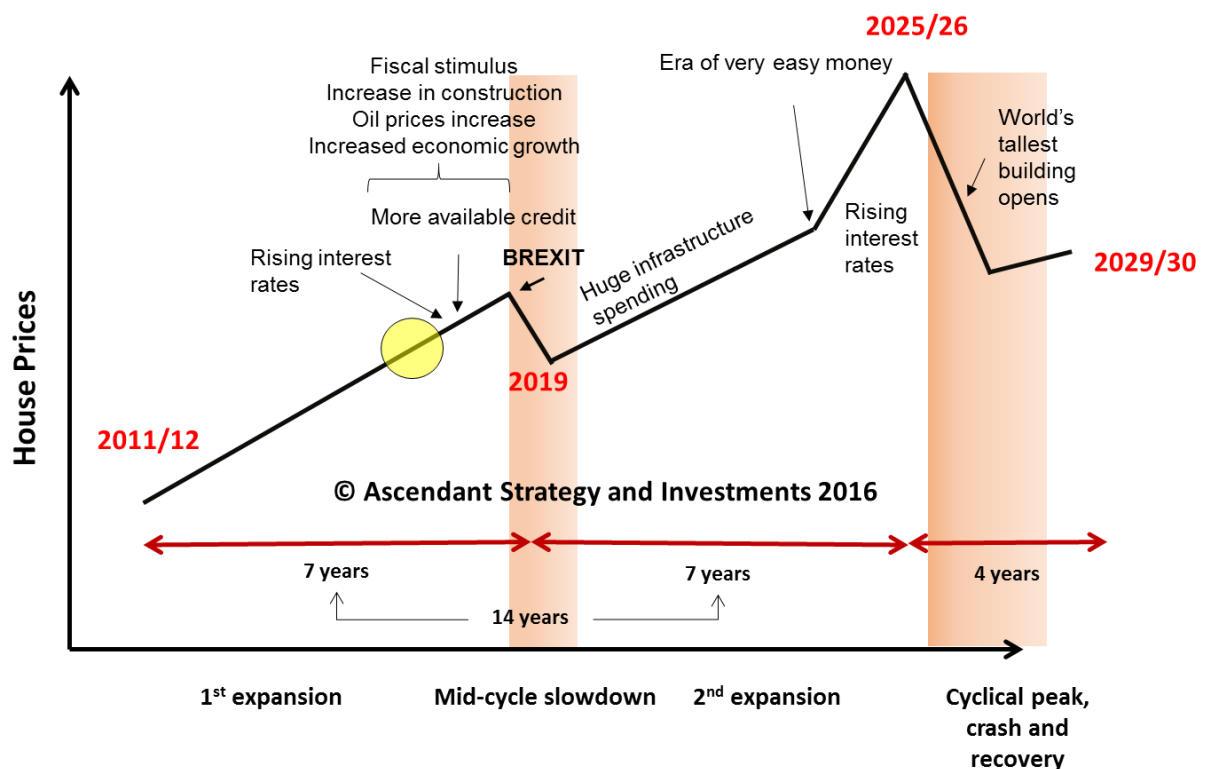 2025/26
Fiscal stimulus
Increase in construction
Oil prices increase
Increased economic growth
Era of very easy money
World's
tallest
building
opens
More available credit
Rising interest
rates
BREXIT
Huge infrastructure
spending
Rising
interest
rates
2029/30
House Prices
2019
2011/12
© Ascendant Strategy and Investments 2016
7 years
7 years
4 years
14 years
1st expansion
Mid-cycle slowdown
2nd expansion
Cyclical peak,
crash and
recovery